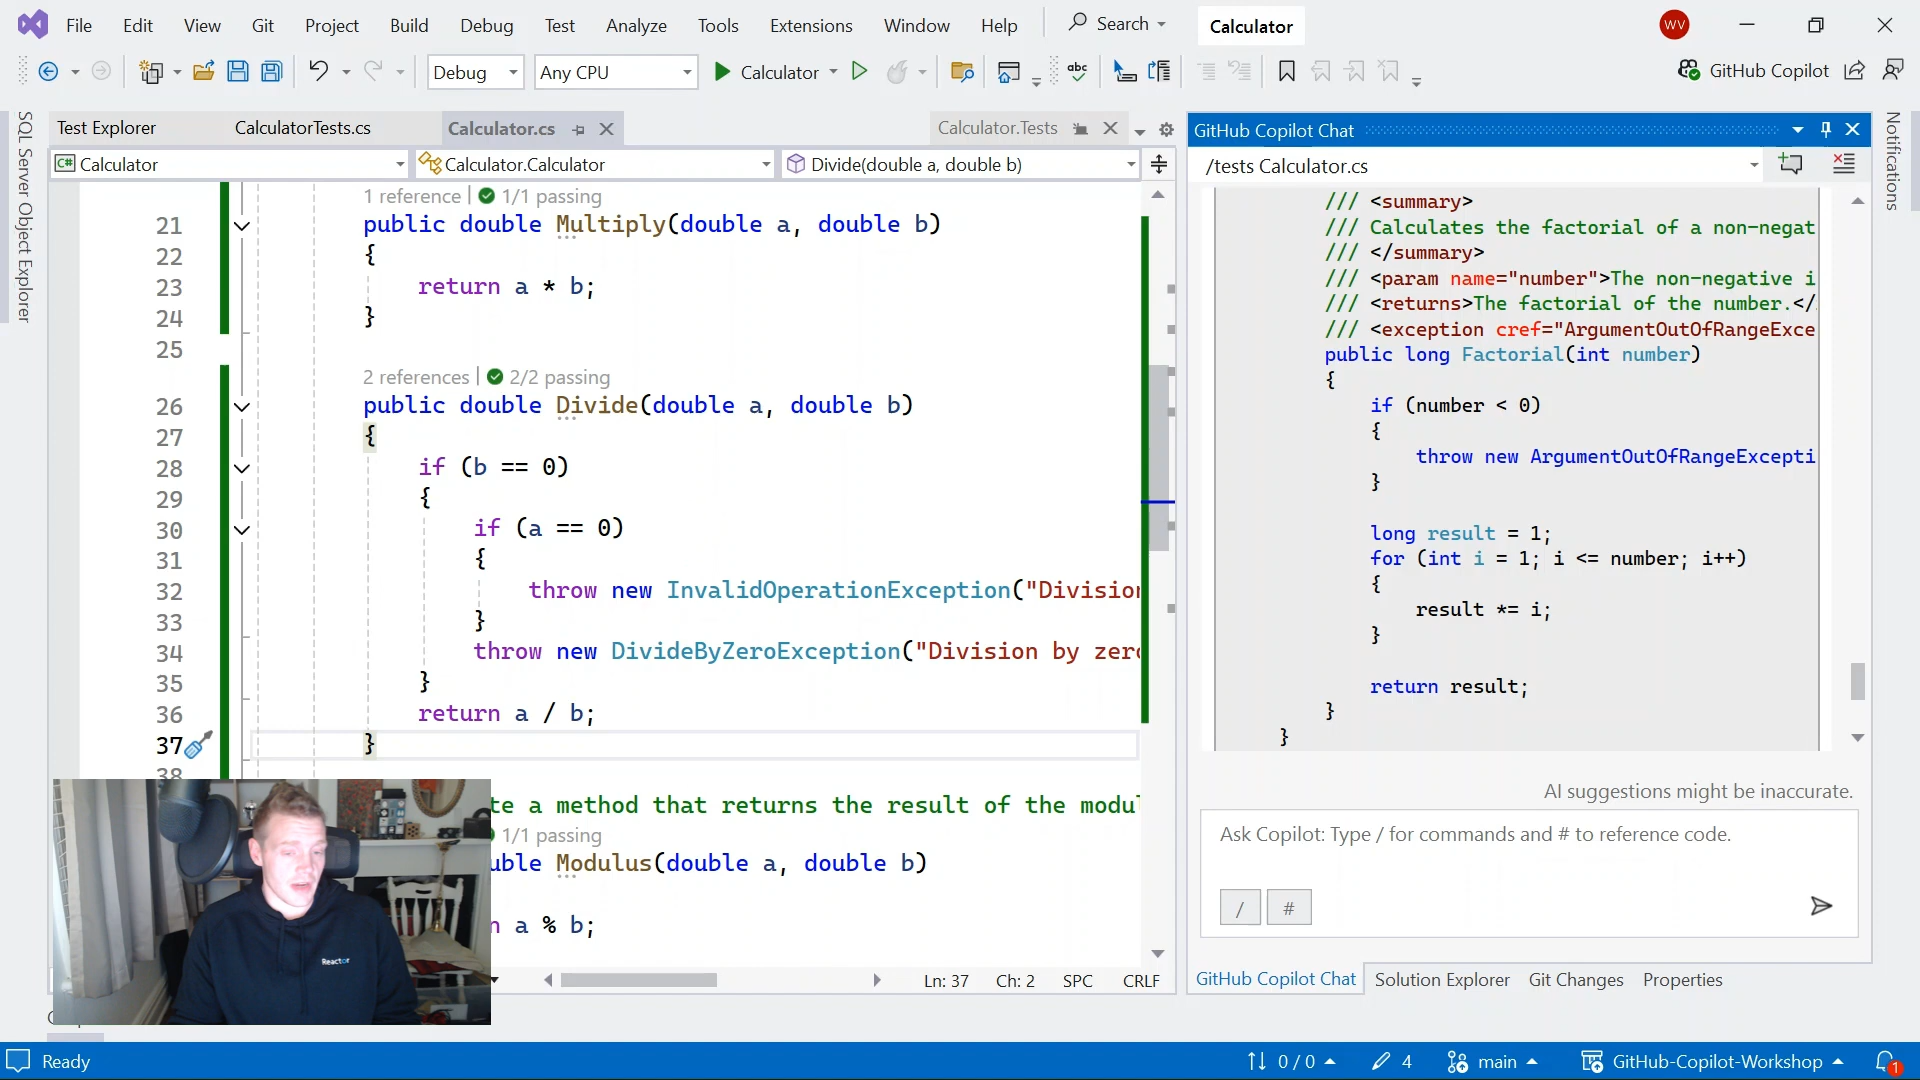 File Edit View Git Project Build Debug Test Analyze Tools Extensions Window Help Search Calculator WV
Debug Any CPU Calculator abc GitHub Copilot
SQL Server Object Explorer
Test Explorer CalculatorTests.cs Calculator.cs Calculator.Tests
C# Calculator Calculator.Calculator Divide(double a, double b)
1 reference | 1/1 passing
21 public double Multiply(double a, double b)
22 {
23 return a * b;
24 }
25
2 references | 2/2 passing
26 public double Divide(double a, double b)
27 {
28 if (b == 0)
29 {
30 if (a == 0)
31 {
32 throw new InvalidOperationException("Division
33 }
34 throw new DivideByZeroException("Division by zero
35 }
36 return a / b;
37 }
38
te a method that returns the result of the modul
1/1 passing
uble Modulus(double a, double b)
n a % b;
Reactor
Ln: 37 Ch: 2 SPC CRLF
GitHub Copilot Chat
/tests Calculator.cs
/// <summary>
/// Calculates the factorial of a non-negat
/// </summary>
/// <param name="number">The non-negative i
/// <returns>The factorial of the number.</
/// <exception cref="ArgumentOutOfRangeExce
public long Factorial(int number)
{
if (number < 0)
{
throw new ArgumentOutOfRangeExcepti
}
long result = 1;
for (int i = 1; i <= number; i++)
{
result *= i;
}
return result;
}
}
AI suggestions might be inaccurate.
Ask Copilot: Type / for commands and # to reference code.
/ #
GitHub Copilot Chat Solution Explorer Git Changes Properties
Notifications
Ready 0 / 0 4 main GitHub-Copilot-Workshop 1